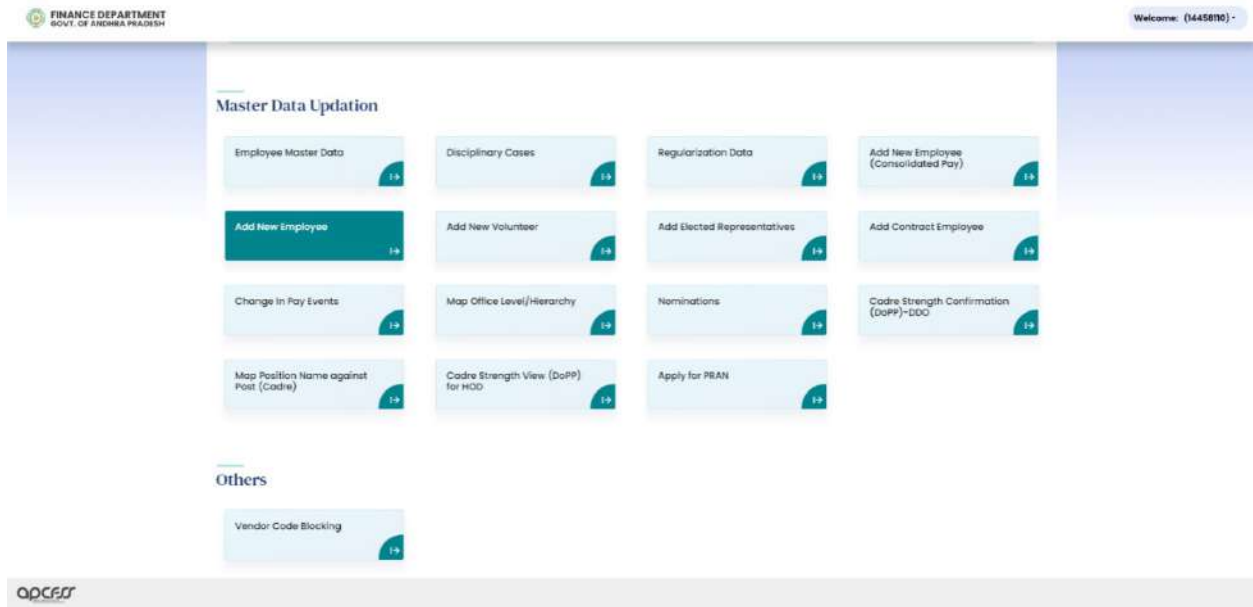 FINANCE DEPARTMENT
GOVT. OF ANDHRA PRADESH
Welcome: (14458110)
Master Data Updation
Employee Master Data
Disciplinary Cases
Regularization Data
Add New Employee
(Consolidated Pay)
Add New Employee
Add New Volunteer
Add Elected Representatives
Add Contract Employee
Change In Pay Events
Map Office Level/Hierarchy
Nominations
Cadre Strength Confirmation
(DoPP)-DDO
Map Position Name against
Post (Cadre)
Cadre Strength View (DoPP)
for HOD
Apply for PRAN
Others
Vendor Code Blocking
apcfss